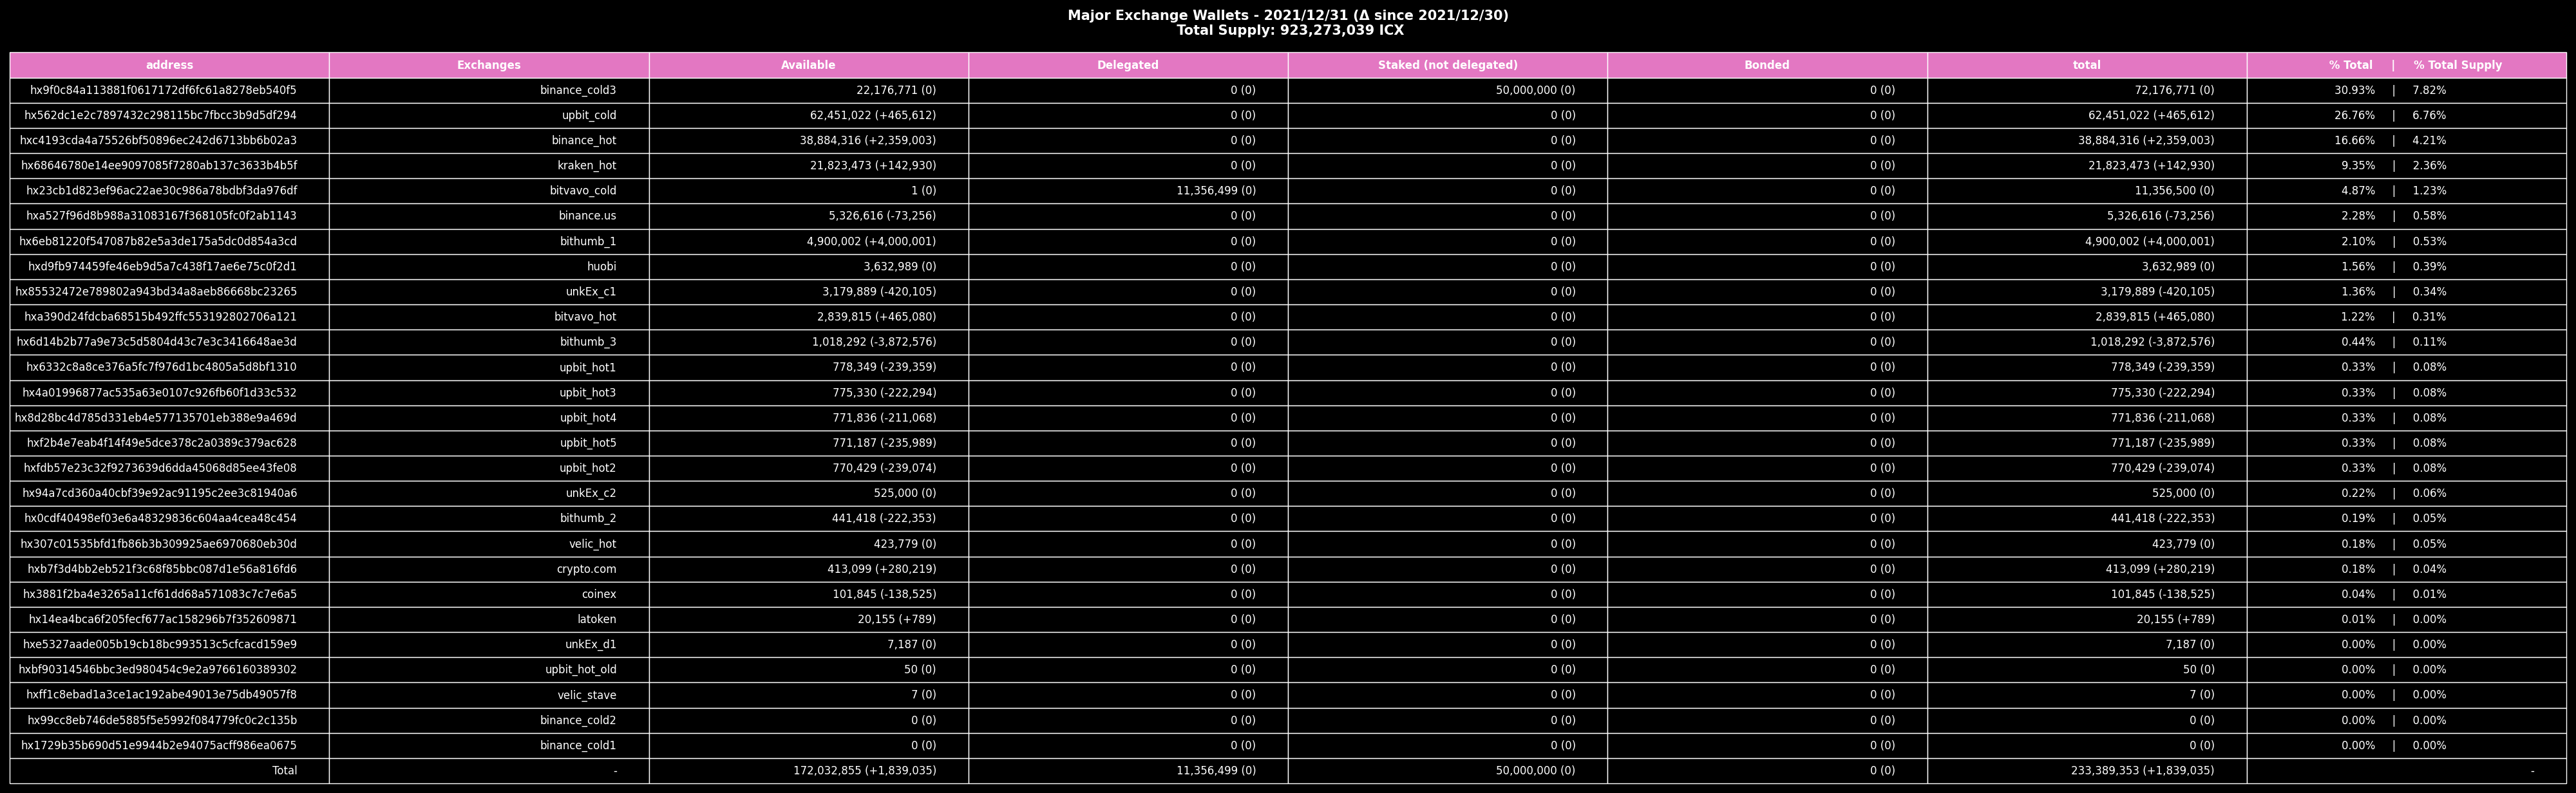 Major Exchange Wallets - 2021/12/31 (Δ since 2021/12/30)
Total Supply: 923,273,039 ICX
address Exchanges Available Delegated Staked (not delegated) Bonded total % Total | % Total Supply
hx9f0c84a113881f0617172df6fc61a8278eb540f5 binance_cold3 22,176,771 (0) 0 (0) 50,000,000 (0) 0 (0) 72,176,771 (0) 30.93% | 7.82%
hx562dc1e2c7897432c298115bc7fbcc3b9d5df294 upbit_cold 62,451,022 (+465,612) 0 (0) 0 (0) 0 (0) 62,451,022 (+465,612) 26.76% | 6.76%
hxc4193cda4a75526bf50896ec242d6713bb6b02a3 binance_hot 38,884,316 (+2,359,003) 0 (0) 0 (0) 0 (0) 38,884,316 (+2,359,003) 16.66% | 4.21%
hx68646780e14ee9097085f7280ab137c3633b4b5f kraken_hot 21,823,473 (+142,930) 0 (0) 0 (0) 0 (0) 21,823,473 (+142,930) 9.35% | 2.36%
hx23cb1d823ef96ac22ae30c986a78bdbf3da976df bitvavo_cold 1 (0) 11,356,499 (0) 0 (0) 0 (0) 11,356,500 (0) 4.87% | 1.23%
hxa527f96d8b988a31083167f368105fc0f2ab1143 binance.us 5,326,616 (-73,256) 0 (0) 0 (0) 0 (0) 5,326,616 (-73,256) 2.28% | 0.58%
hx6eb81220f547087b82e5a3de175a5dc0d854a3cd bithumb_1 4,900,002 (+4,000,001) 0 (0) 0 (0) 0 (0) 4,900,002 (+4,000,001) 2.10% | 0.53%
hxd9fb974459fe46eb9d5a7c438f17ae6e75c0f2d1 huobi 3,632,989 (0) 0 (0) 0 (0) 0 (0) 3,632,989 (0) 1.56% | 0.39%
hx85532472e789802a943bd34a8aeb86668bc23265 unkEx_c1 3,179,889 (-420,105) 0 (0) 0 (0) 0 (0) 3,179,889 (-420,105) 1.36% | 0.34%
hxa390d24fdcba68515b492ffc553192802706a121 bitvavo_hot 2,839,815 (+465,080) 0 (0) 0 (0) 0 (0) 2,839,815 (+465,080) 1.22% | 0.31%
hx6d14b2b77a9e73c5d5804d43c7e3c3416648ae3d bithumb_3 1,018,292 (-3,872,576) 0 (0) 0 (0) 0 (0) 1,018,292 (-3,872,576) 0.44% | 0.11%
hx6332c8a8ce376a5fc7f976d1bc4805a5d8bf1310 upbit_hot1 778,349 (-239,359) 0 (0) 0 (0) 0 (0) 778,349 (-239,359) 0.33% | 0.08%
hx4a01996877ac535a63e0107c926fb60f1d33c532 upbit_hot3 775,330 (-222,294) 0 (0) 0 (0) 0 (0) 775,330 (-222,294) 0.33% | 0.08%
hx8d28bc4d785d331eb4e577135701eb388e9a469d upbit_hot4 771,836 (-211,068) 0 (0) 0 (0) 0 (0) 771,836 (-211,068) 0.33% | 0.08%
hxf2b4e7eab4f14f49e5dce378c2a0389c379ac628 upbit_hot5 771,187 (-235,989) 0 (0) 0 (0) 0 (0) 771,187 (-235,989) 0.33% | 0.08%
hxfdb57e23c32f9273639d6dda45068d85ee43fe08 upbit_hot2 770,429 (-239,074) 0 (0) 0 (0) 0 (0) 770,429 (-239,074) 0.33% | 0.08%
hx94a7cd360a40cbf39e92ac91195c2ee3c81940a6 unkEx_c2 525,000 (0) 0 (0) 0 (0) 0 (0) 525,000 (0) 0.22% | 0.06%
hx0cdf40498ef03e6a48329836c604aa4cea48c454 bithumb_2 441,418 (-222,353) 0 (0) 0 (0) 0 (0) 441,418 (-222,353) 0.19% | 0.05%
hx307c01535bfd1fb86b3b309925ae6970680eb30d velic_hot 423,779 (0) 0 (0) 0 (0) 0 (0) 423,779 (0) 0.18% | 0.05%
hxb7f3d4bb2eb521f3c68f85bbc087d1e56a816fd6 crypto.com 413,099 (+280,219) 0 (0) 0 (0) 0 (0) 413,099 (+280,219) 0.18% | 0.04%
hx3881f2ba4e3265a11cf61dd68a571083c7c7e6a5 coinex 101,845 (-138,525) 0 (0) 0 (0) 0 (0) 101,845 (-138,525) 0.04% | 0.01%
hx14ea4bca6f205fecf677ac158296b7f352609871 latoken 20,155 (+789) 0 (0) 0 (0) 0 (0) 20,155 (+789) 0.01% | 0.00%
hxe5327aade005b19cb18bc993513c5cfcacd159e9 unkEx_d1 7,187 (0) 0 (0) 0 (0) 0 (0) 7,187 (0) 0.00% | 0.00%
hxbf90314546bbc3ed980454c9e2a9766160389302 upbit_hot_old 50 (0) 0 (0) 0 (0) 0 (0) 50 (0) 0.00% | 0.00%
hxff1c8ebad1a3ce1ac192abe49013e75db49057f8 velic_stave 7 (0) 0 (0) 0 (0) 0 (0) 7 (0) 0.00% | 0.00%
hx99cc8eb746de5885f5e5992f084779fc0c2c135b binance_cold2 0 (0) 0 (0) 0 (0) 0 (0) 0 (0) 0.00% | 0.00%
hx1729b35b690d51e9944b2e94075acff986ea0675 binance_cold1 0 (0) 0 (0) 0 (0) 0 (0) 0 (0) 0.00% | 0.00%
Total - 172,032,855 (+1,839,035) 11,356,499 (0) 50,000,000 (0) 0 (0) 233,389,353 (+1,839,035) -